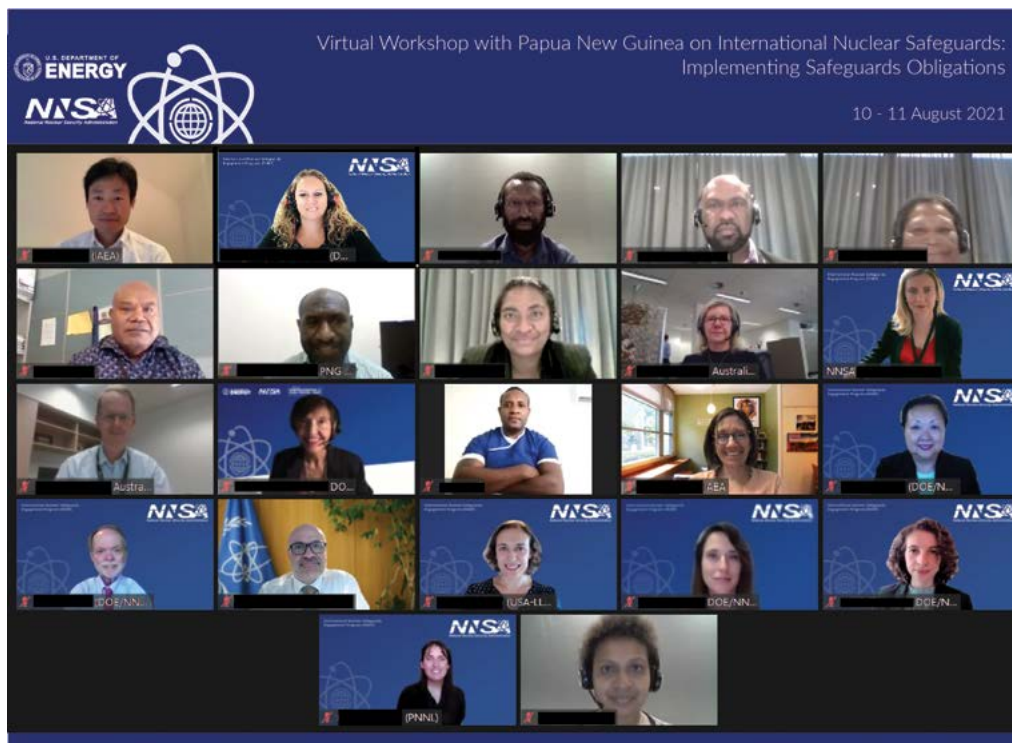 Virtual Workshop with Papua New Guinea on International Nuclear Safeguards:
Implementing Safeguards Obligations
10 - 11 August 2021
U.S. DEPARTMENT OF
ENERGY
NNSA
National Nuclear Security Administration
NNSA
(IAEA)
(D...
NNSA
PNG
Australi...
NNSA
NNSA
Austra...
DO...
AEA
(DOE/N...
NNSA
NNSA
NNSA
NNSA
(DOE/NN...
(USA-LL...
DOE/NN...
DOE/N...
NNSA
(PNNL)